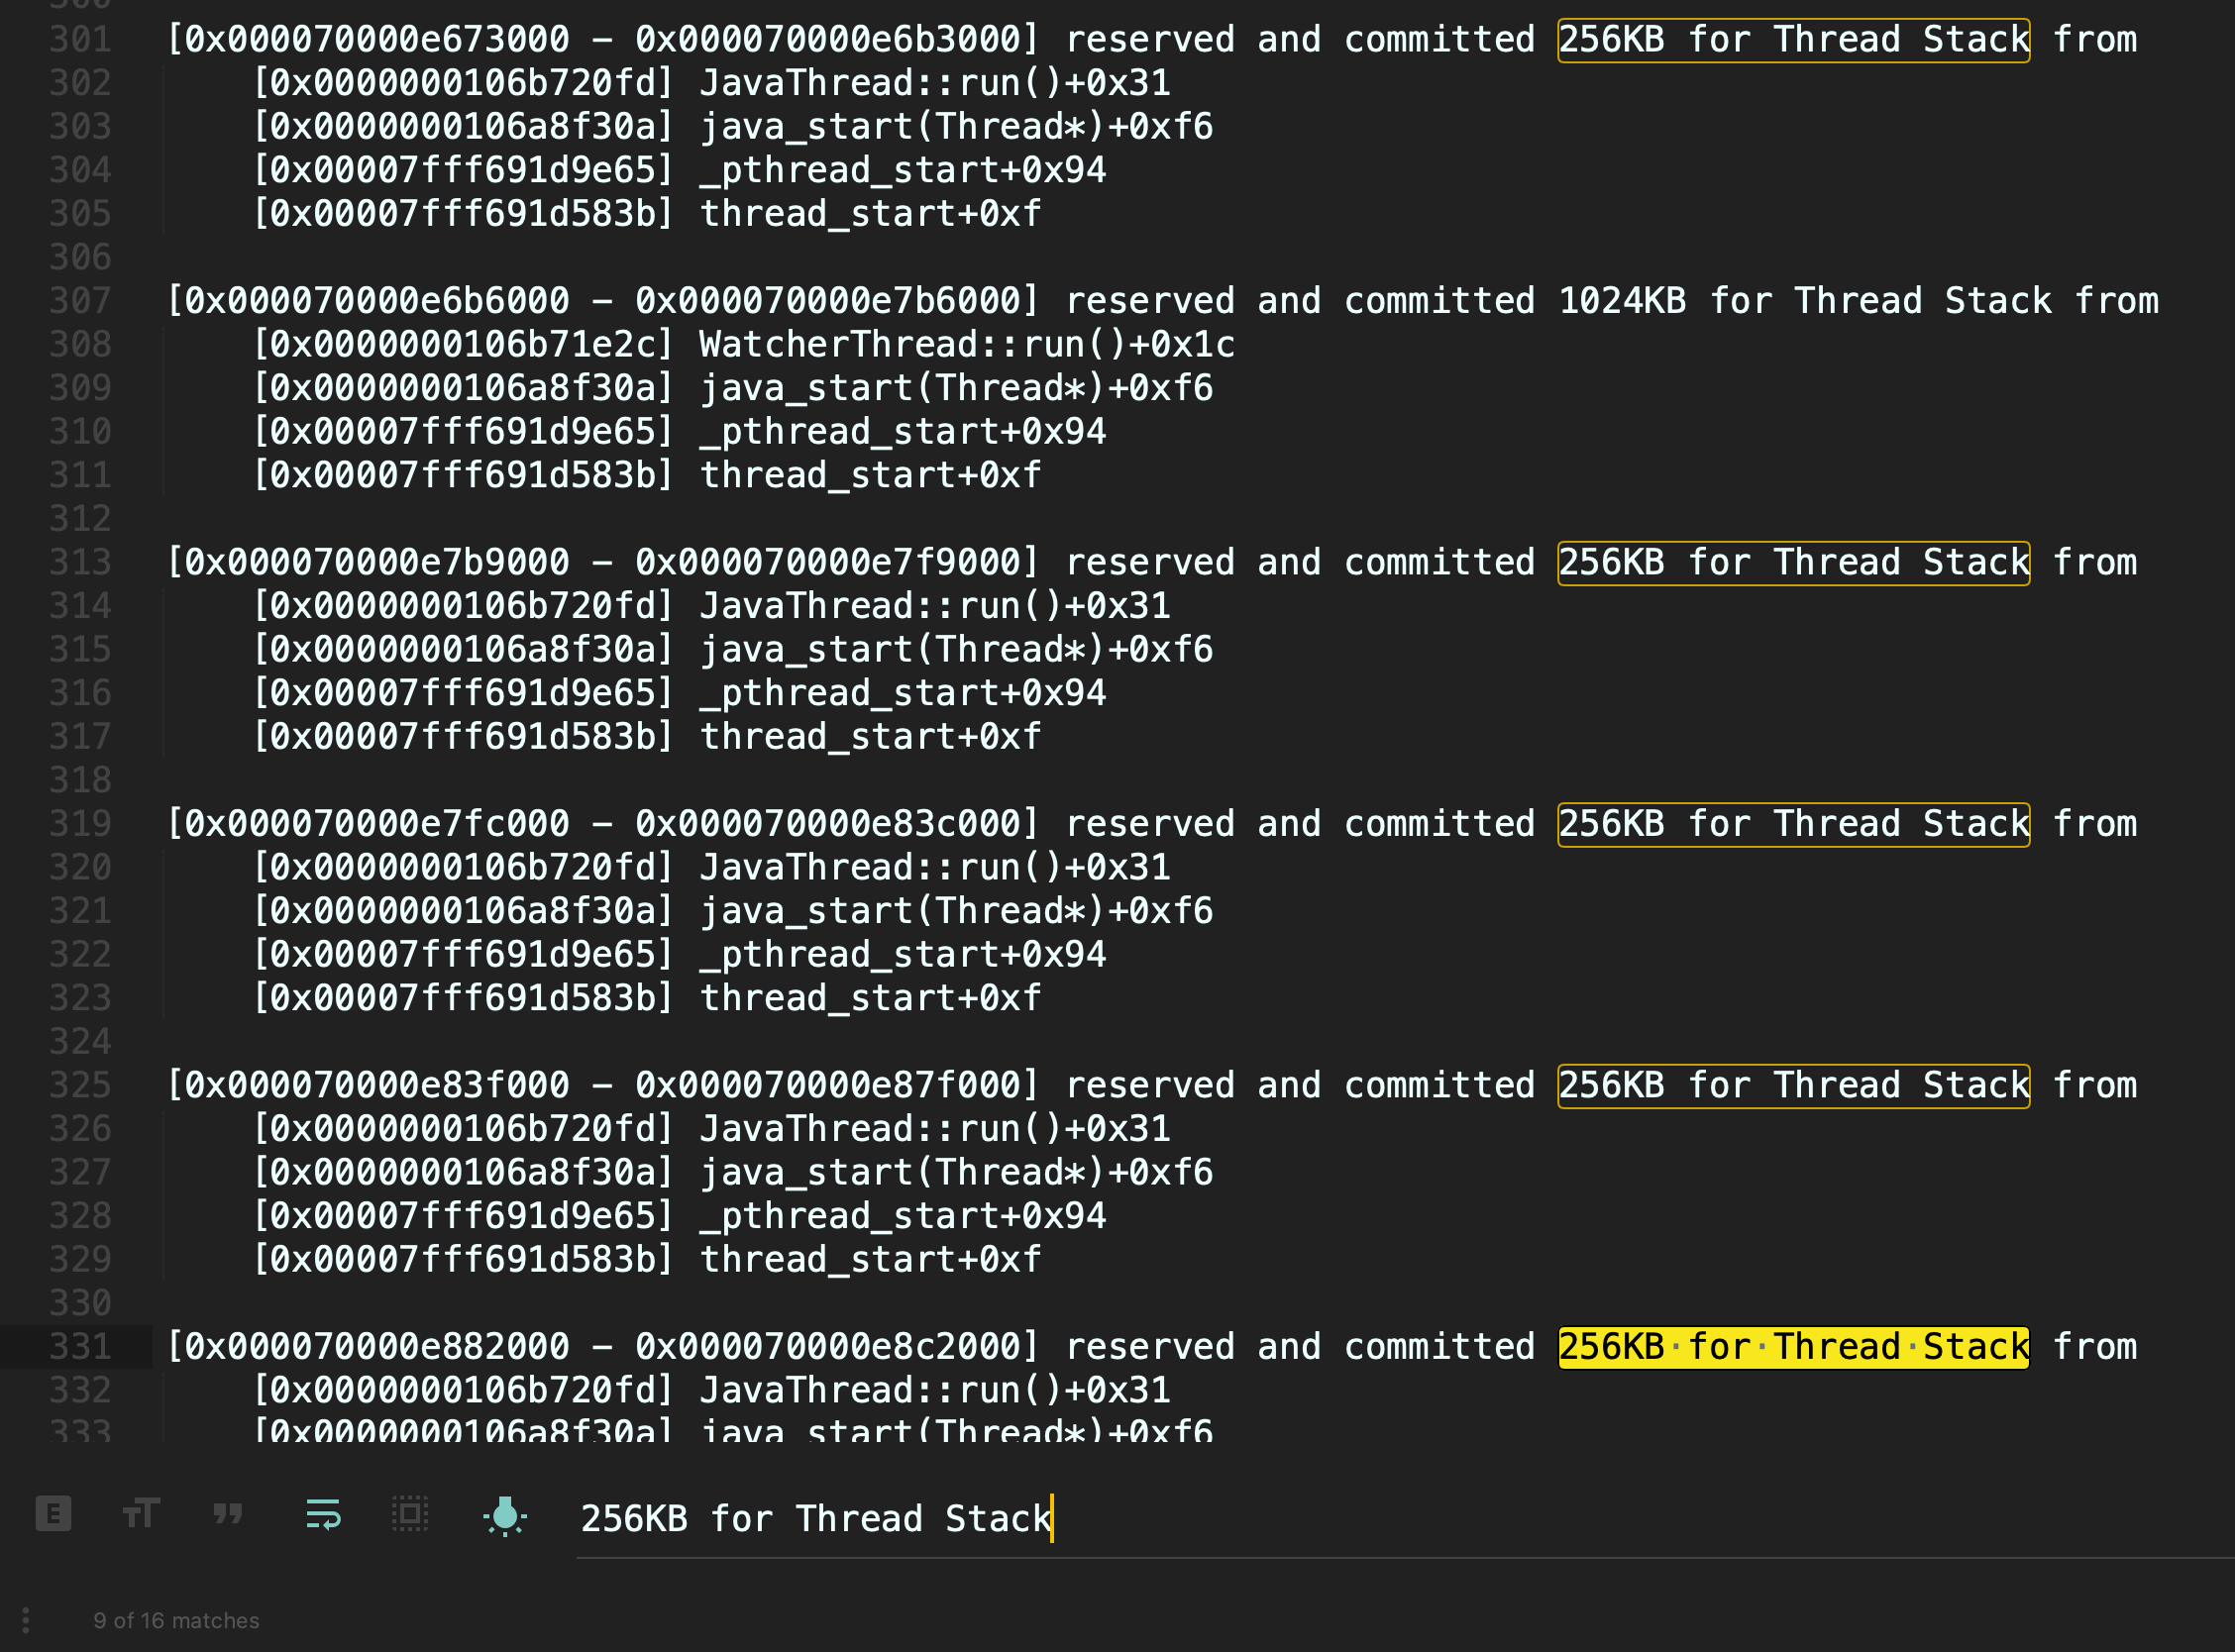 300
301 [0x000070000e673000 – 0x000070000e6b3000] reserved and committed 256KB for Thread Stack from
302 [0x0000000106b720fd] JavaThread::run()+0x31
303 [0x0000000106a8f30a] java_start(Thread*)+0xf6
304 [0x00007fff691d9e65] _pthread_start+0x94
305 [0x00007fff691d583b] thread_start+0xf
306
307 [0x000070000e6b6000 – 0x000070000e7b6000] reserved and committed 1024KB for Thread Stack from
308 [0x0000000106b71e2c] WatcherThread::run()+0x1c
309 [0x0000000106a8f30a] java_start(Thread*)+0xf6
310 [0x00007fff691d9e65] _pthread_start+0x94
311 [0x00007fff691d583b] thread_start+0xf
312
313 [0x000070000e7b9000 – 0x000070000e7f9000] reserved and committed 256KB for Thread Stack from
314 [0x0000000106b720fd] JavaThread::run()+0x31
315 [0x0000000106a8f30a] java_start(Thread*)+0xf6
316 [0x00007fff691d9e65] _pthread_start+0x94
317 [0x00007fff691d583b] thread_start+0xf
318
319 [0x000070000e7fc000 – 0x000070000e83c000] reserved and committed 256KB for Thread Stack from
320 [0x0000000106b720fd] JavaThread::run()+0x31
321 [0x0000000106a8f30a] java_start(Thread*)+0xf6
322 [0x00007fff691d9e65] _pthread_start+0x94
323 [0x00007fff691d583b] thread_start+0xf
324
325 [0x000070000e83f000 – 0x000070000e87f000] reserved and committed 256KB for Thread Stack from
326 [0x0000000106b720fd] JavaThread::run()+0x31
327 [0x0000000106a8f30a] java_start(Thread*)+0xf6
328 [0x00007fff691d9e65] _pthread_start+0x94
329 [0x00007fff691d583b] thread_start+0xf
330
331 [0x000070000e882000 – 0x000070000e8c2000] reserved and committed 256KB·for·Thread·Stack from
332 [0x0000000106b720fd] JavaThread::run()+0x31
333 [0x0000000106a8f30a] java_start(Thread*)+0xf6
256KB for Thread Stack
9 of 16 matches